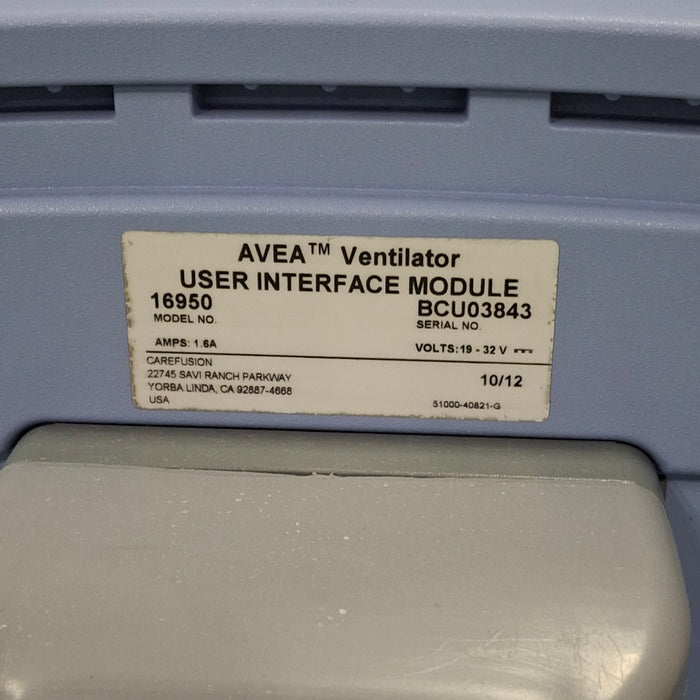 AVEA™ Ventilator
USER INTERFACE MODULE
16950 BCU03843
MODEL NO. SERIAL NO.
AMPS: 1.6A VOLTS: 19 - 32 V ⎓
CAREFUSION
22745 SAVI RANCH PARKWAY 10/12
YORBA LINDA, CA 92887-4668
USA 51000-40821-G